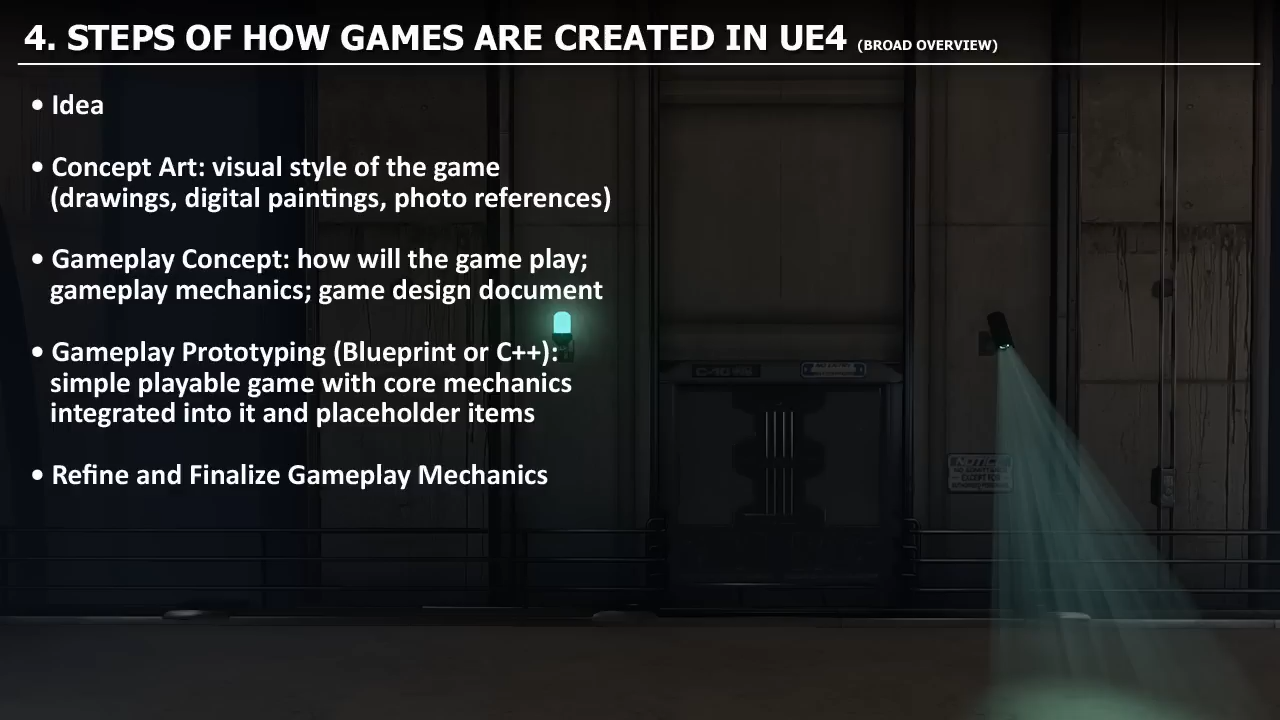 4. STEPS OF HOW GAMES ARE CREATED IN UE4 (BROAD OVERVIEW)
• Idea
• Concept Art: visual style of the game
(drawings, digital paintings, photo references)
• Gameplay Concept: how will the game play;
gameplay mechanics; game design document
• Gameplay Prototyping (Blueprint or C++):
simple playable game with core mechanics
integrated into it and placeholder items
• Refine and Finalize Gameplay Mechanics
NOTICE